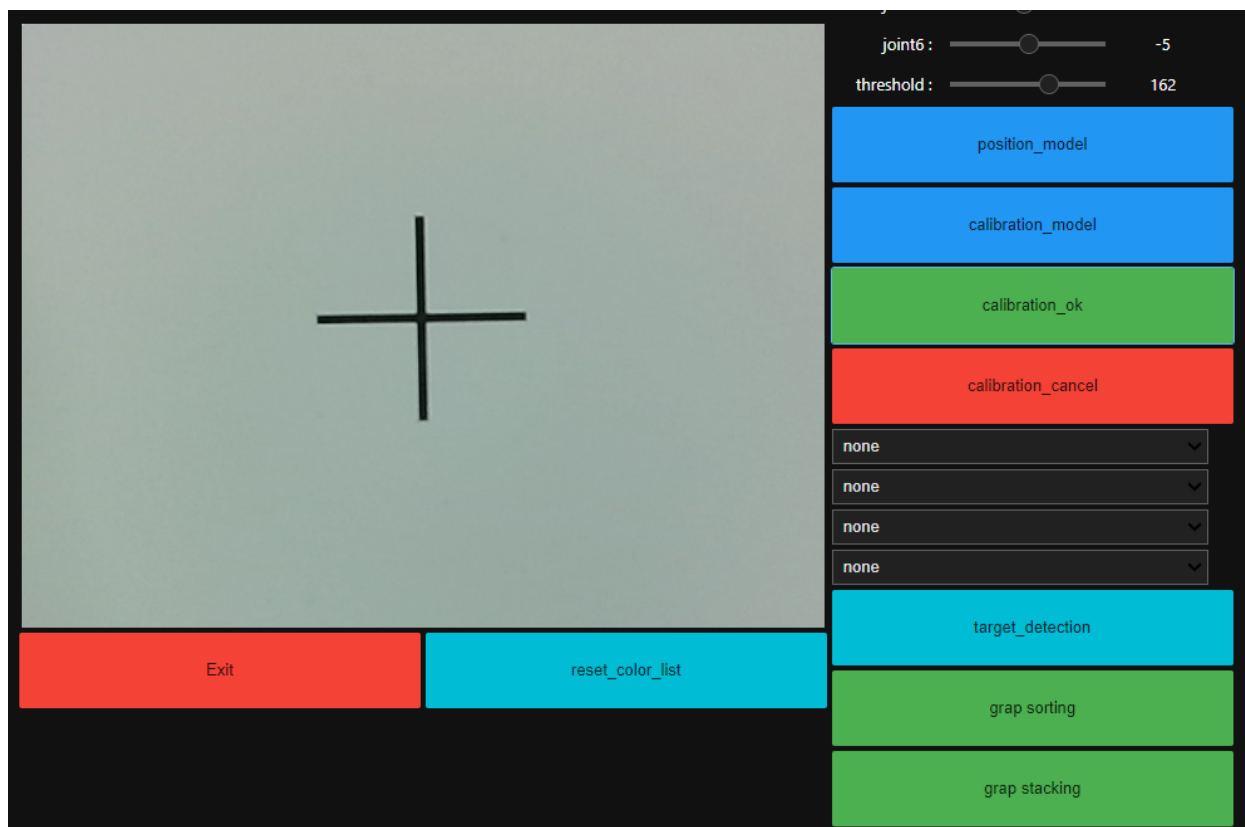 joint6 : -5
threshold : 162
position_model
calibration_model
calibration_ok
calibration_cancel
none
none
none
none
target_detection
Exit
reset_color_list
grap sorting
grap stacking